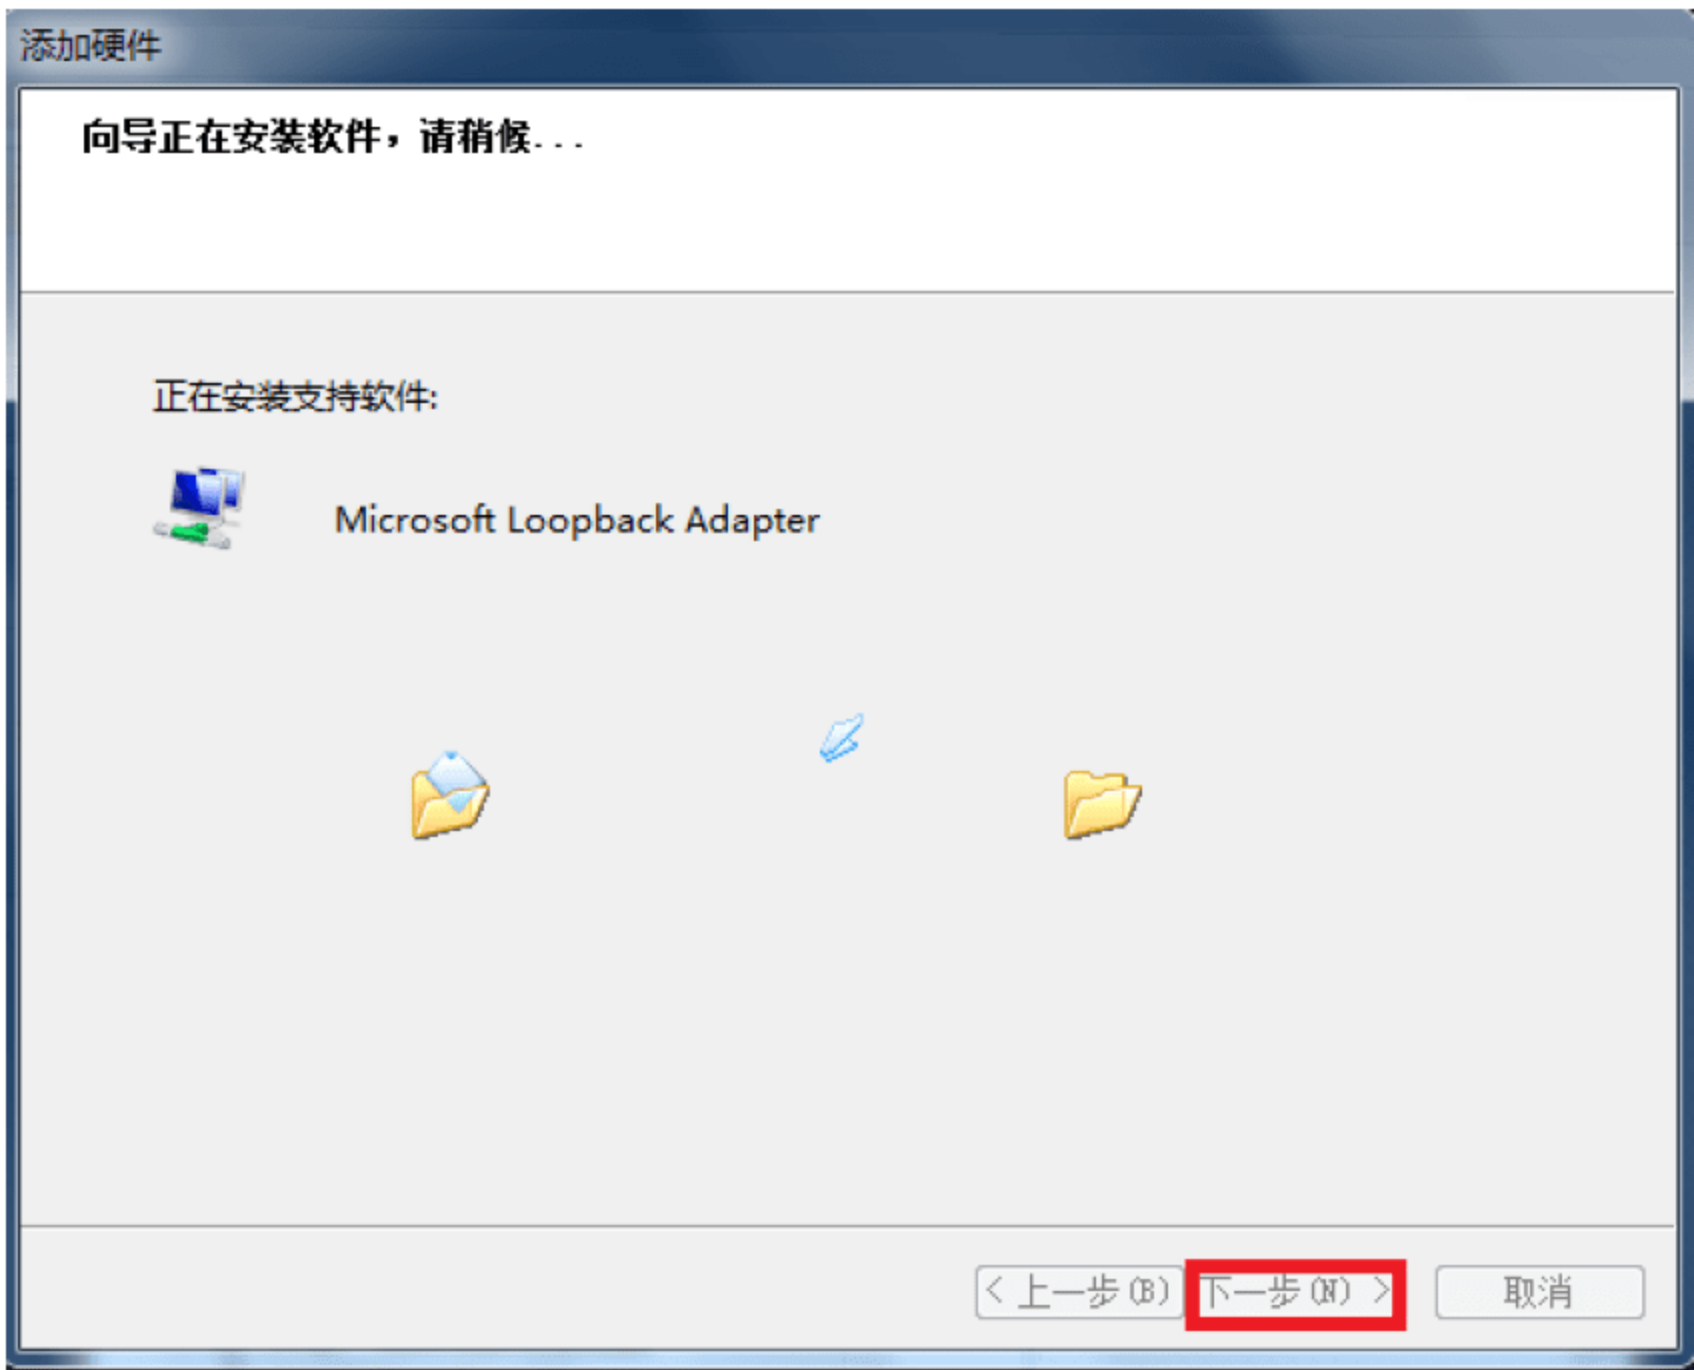 添加硬件
向导正在安装软件，请稍候...
正在安装支持软件:
Microsoft Loopback Adapter
< 上一步(B)
下一步(N) >
取消